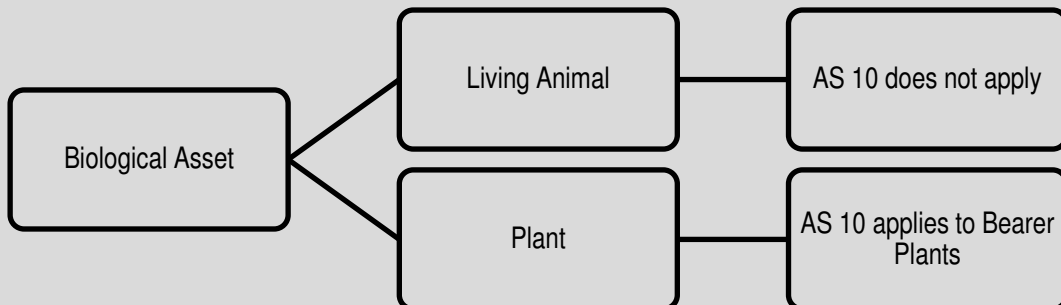 Biological Asset
Living Animal
AS 10 does not apply
Plant
AS 10 applies to Bearer
Plants